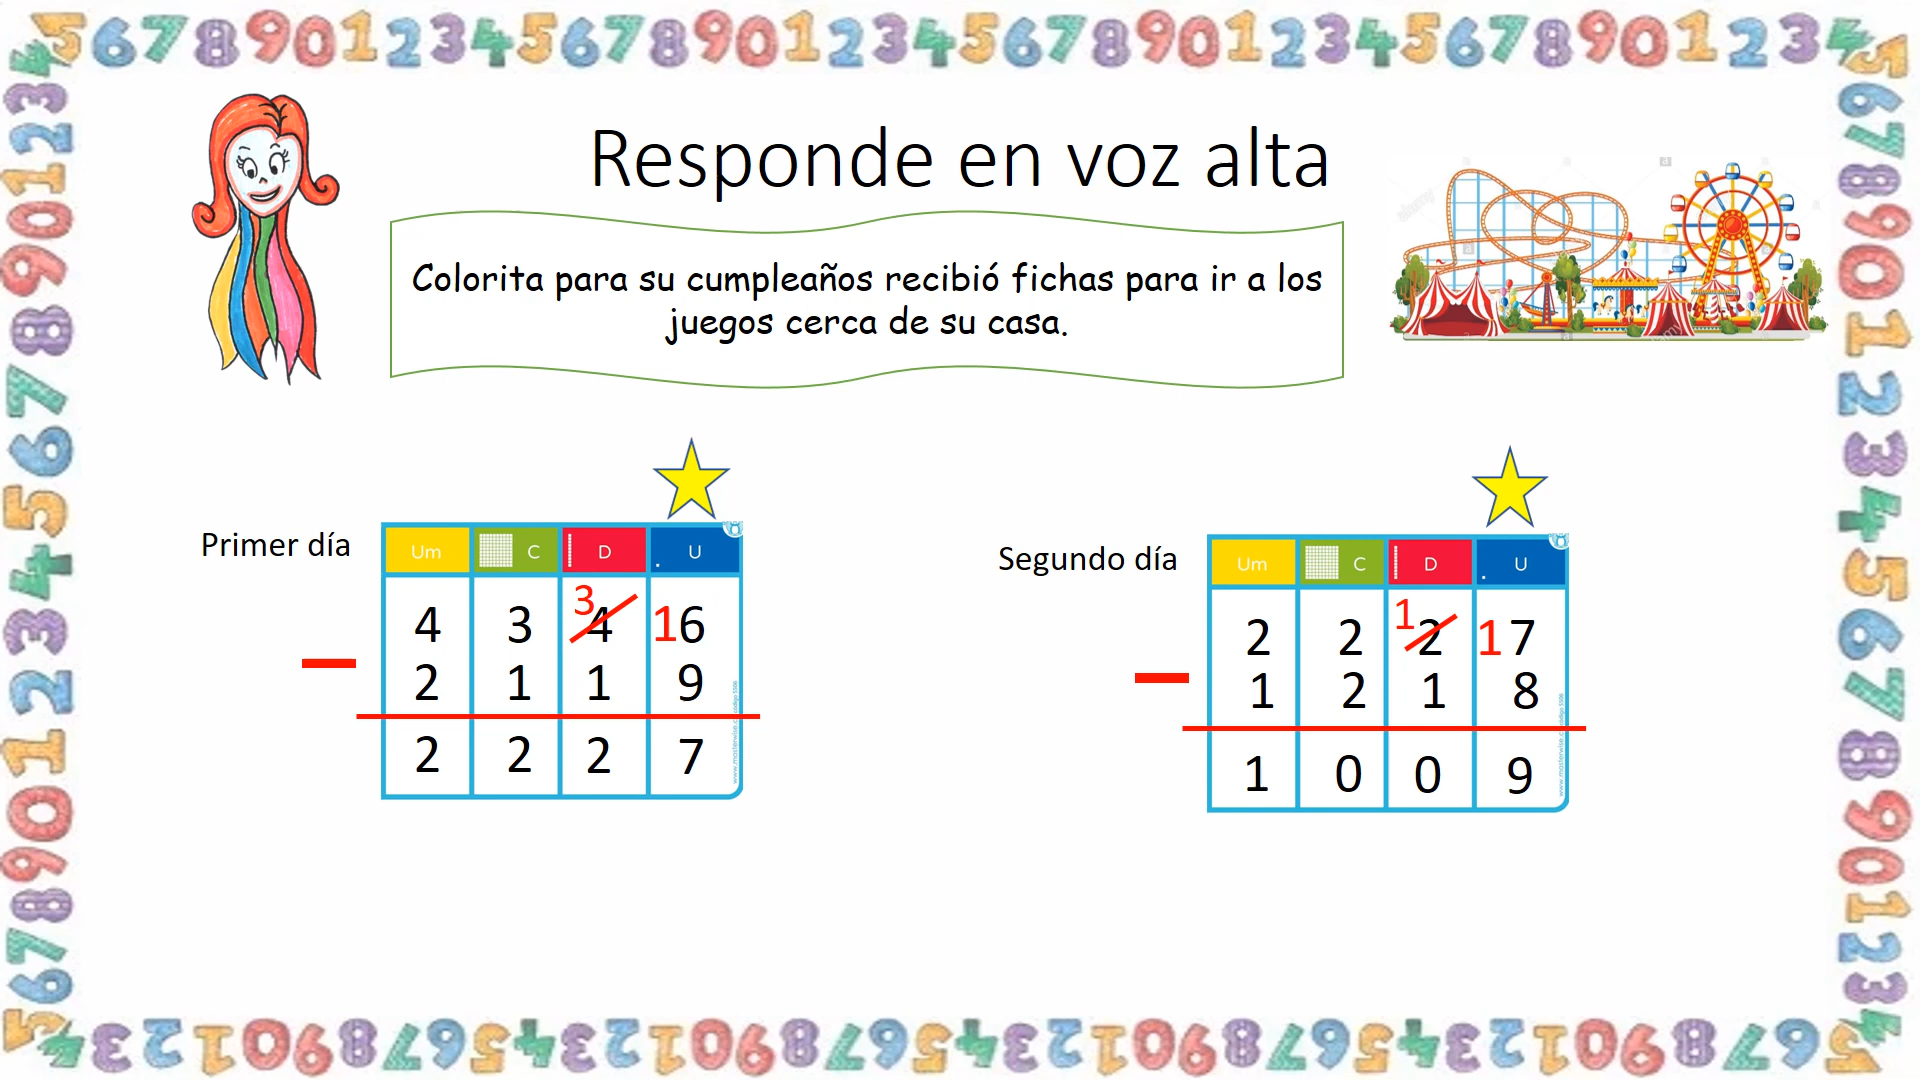 5678901234567890123456789012345
Responde en voz alta
Colorita para su cumpleaños recibió fichas para ir a los
juegos cerca de su casa.
Primer día
Um C D U
3
4 3 4 16
2 1 1 9
2 2 2 7
Segundo día
Um C D U
1
2 2 2 17
1 2 1 8
1 0 0 9